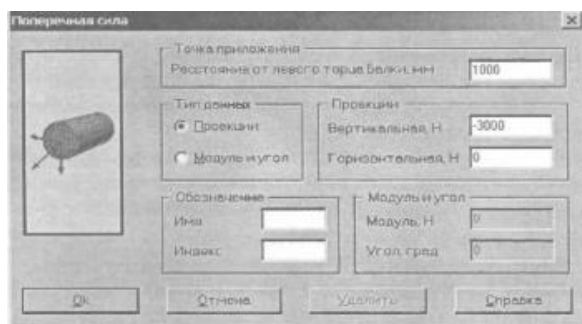 Поперечная сила
Точка приложения
Расстояние от левого торца балки, мм 1000
Тип данных
Проекции
Модуль и угол
Проекции
Вертикальная, Н -3000
Горизонтальная, Н 0
Обозначение
Имя
Индекс
Модуль и угол
Модуль, Н 0
Угол, град 0
Ок Отмена Удалить Справка